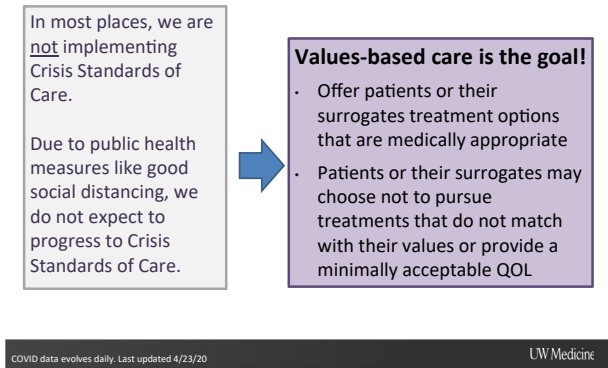 In most places, we are
not implementing
Crisis Standards of
Care.
Due to public health
measures like good
social distancing, we
do not expect to
progress to Crisis
Standards of Care.
Values-based care is the goal!
• Offer patients or their
surrogates treatment options
that are medically appropriate
• Patients or their surrogates may
choose not to pursue
treatments that do not match
with their values or provide a
minimally acceptable QOL
COVID data evolves daily. Last updated 4/23/20
UW Medicine